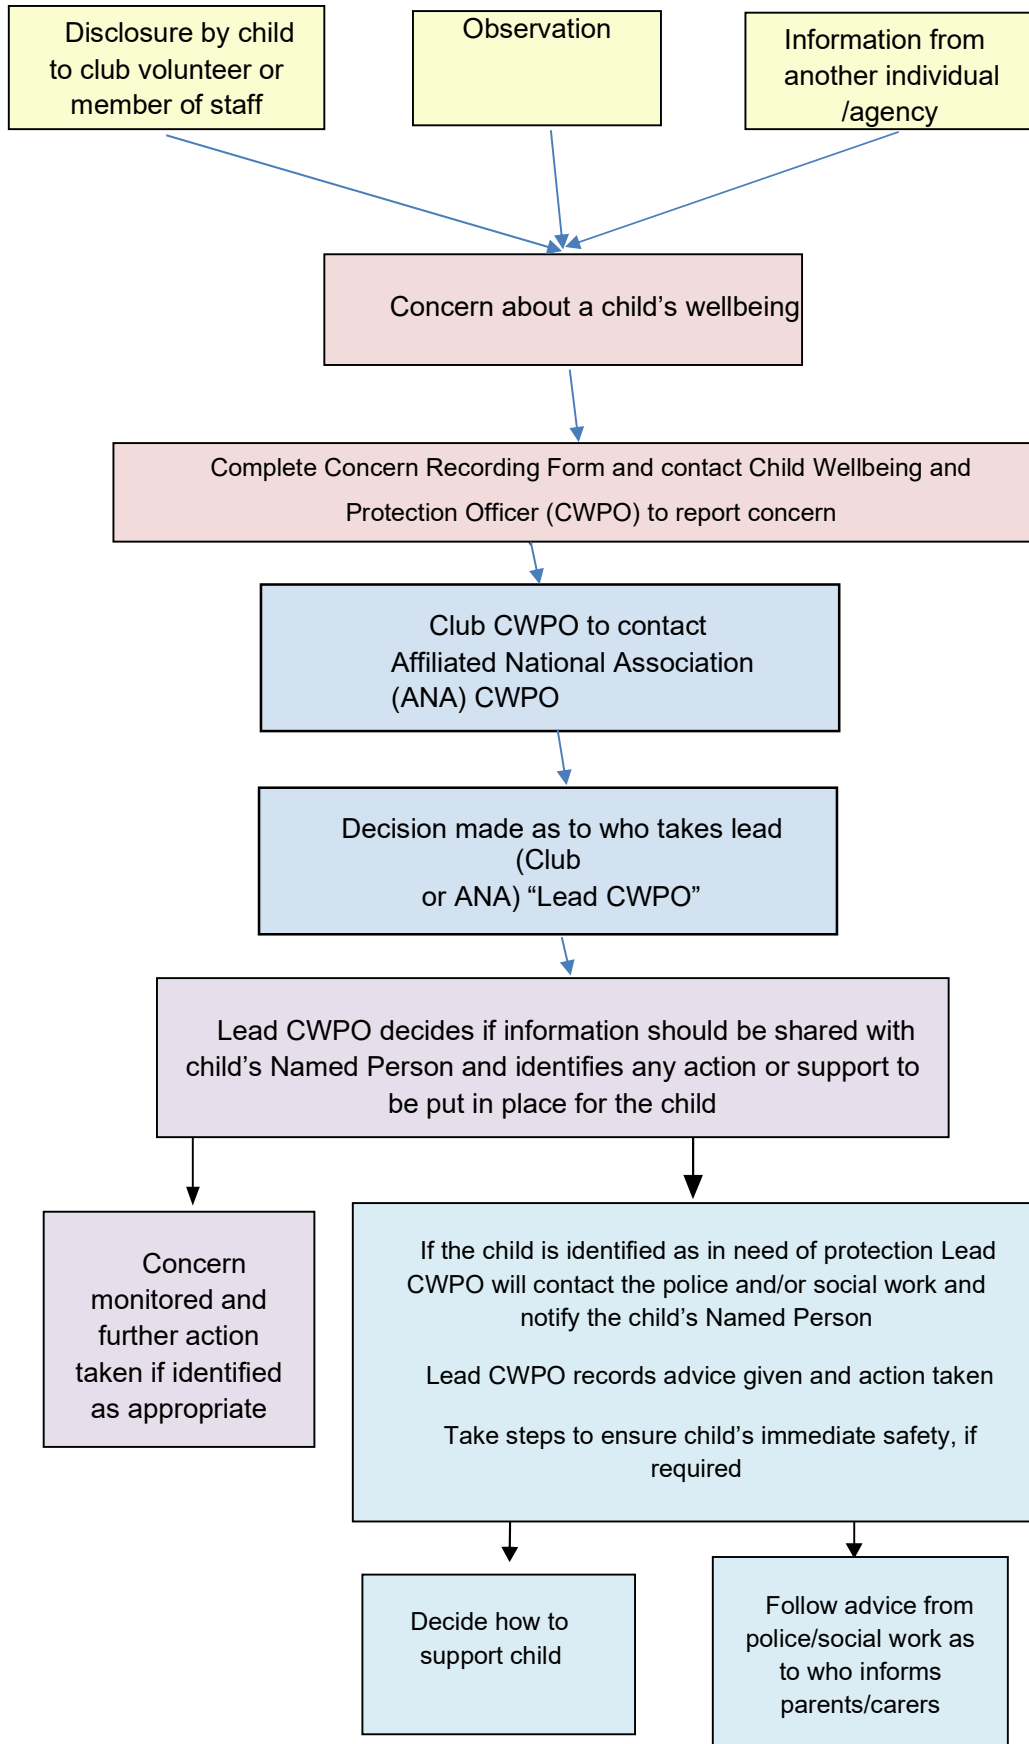 Disclosure by child
to club volunteer or
member of staff
Observation
Information from
another individual
/agency
Concern about a child’s wellbeing
Complete Concern Recording Form and contact Child Wellbeing and
Protection Officer (CWPO) to report concern
Club CWPO to contact
Affiliated National Association
(ANA) CWPO
Decision made as to who takes lead
(Club
or ANA) “Lead CWPO”
Lead CWPO decides if information should be shared with
child’s Named Person and identifies any action or support to
be put in place for the child
Concern
monitored and
further action
taken if identified
as appropriate
If the child is identified as in need of protection Lead
CWPO will contact the police and/or social work and
notify the child’s Named Person
Lead CWPO records advice given and action taken
Take steps to ensure child’s immediate safety, if
required
Decide how to
support child
Follow advice from
police/social work as
to who informs
parents/carers